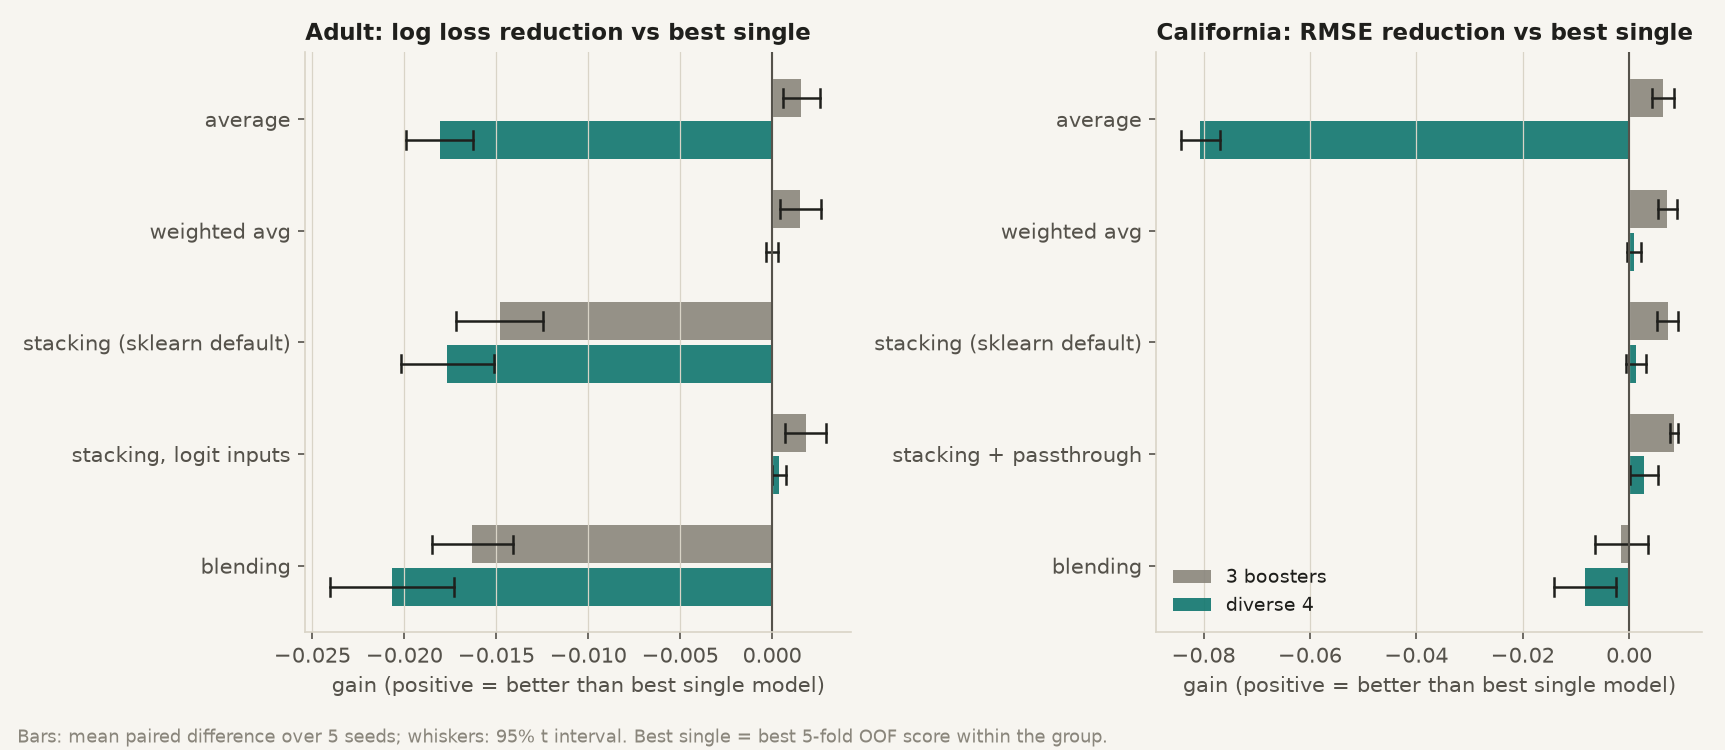 Adult: log loss reduction vs best single
average
weighted avg
stacking (sklearn default)
stacking, logit inputs
blending
−0.025 −0.020 −0.015 −0.010 −0.005 0.000
gain (positive = better than best single model)
California: RMSE reduction vs best single
average
weighted avg
stacking (sklearn default)
stacking + passthrough
blending
3 boosters
diverse 4
−0.08 −0.06 −0.04 −0.02 0.00
gain (positive = better than best single model)
Bars: mean paired difference over 5 seeds; whiskers: 95% t interval. Best single = best 5-fold OOF score within the group.